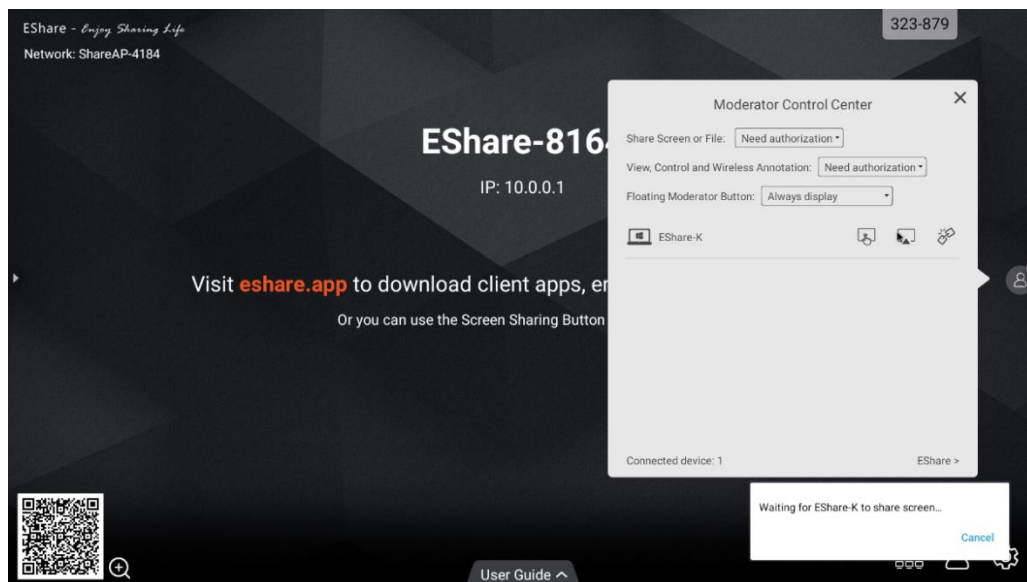 EShare - Enjoy Sharing Life
323-879
Network: ShareAP-4184
Moderator Control Center
Share Screen or File: Need authorization
View, Control and Wireless Annotation: Need authorization
Floating Moderator Button: Always display
EShare-K
EShare-816
IP: 10.0.0.1
Visit eshare.app to download client apps, er
Or you can use the Screen Sharing Button
Connected device: 1
EShare >
Waiting for EShare-K to share screen...
Cancel
User Guide